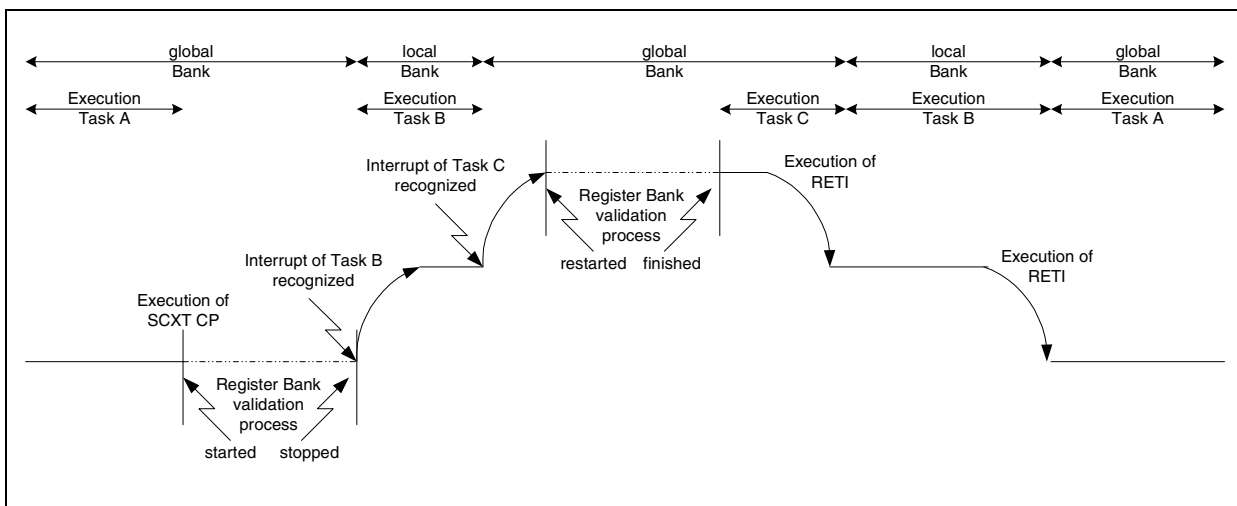 global
Bank
local
Bank
global
Bank
local
Bank
global
Bank
Execution
Task A
Execution
Task B
Execution
Task C
Execution
Task B
Execution
Task A
Interrupt of Task C
recognized
Execution of
RETI
Register Bank
validation
process
restarted finished
Interrupt of Task B
recognized
Execution of
RETI
Execution of
SCXT CP
Register Bank
validation
process
started stopped